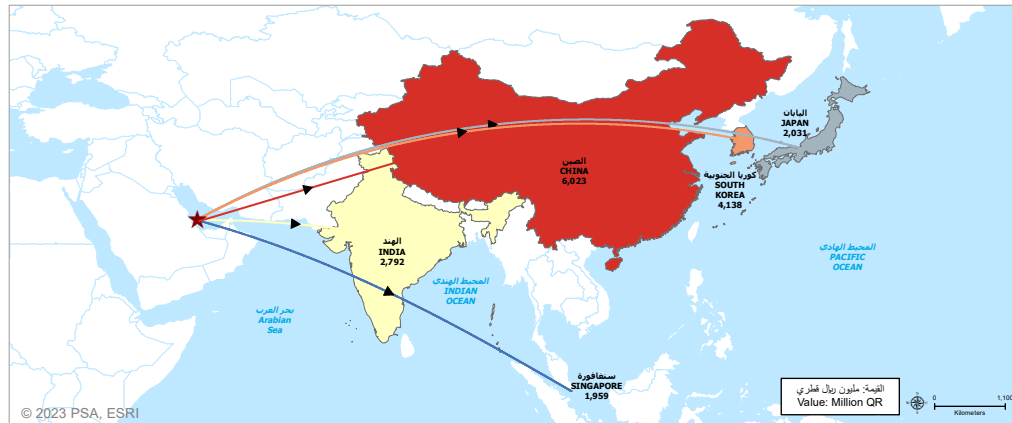 اليابان
JAPAN
2,031
الصين
CHINA
6,023
كوريا الجنوبية
SOUTH
KOREA
4,138
الهند
INDIA
2,792
المحيط الهادي
PACIFIC
OCEAN
المحيط الهندي
INDIAN
OCEAN
بحر العرب
Arabian
Sea
سنغافورة
SINGAPORE
1,959
القيمة: مليون ريال قطري
Value: Million QR
0 1,100
Kilometers
© 2023 PSA, ESRI